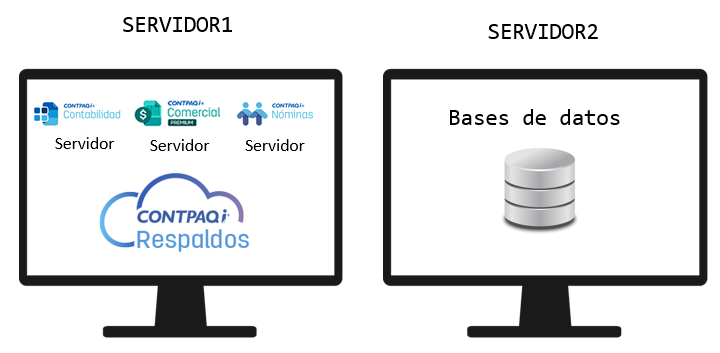 SERVIDOR1
SERVIDOR2
CONTPAQi
Contabilidad
CONTPAQi
Comercial
PREMIUM
CONTPAQi
Nóminas
Servidor
Servidor
Servidor
CONTPAQi
Respaldos
Bases de datos